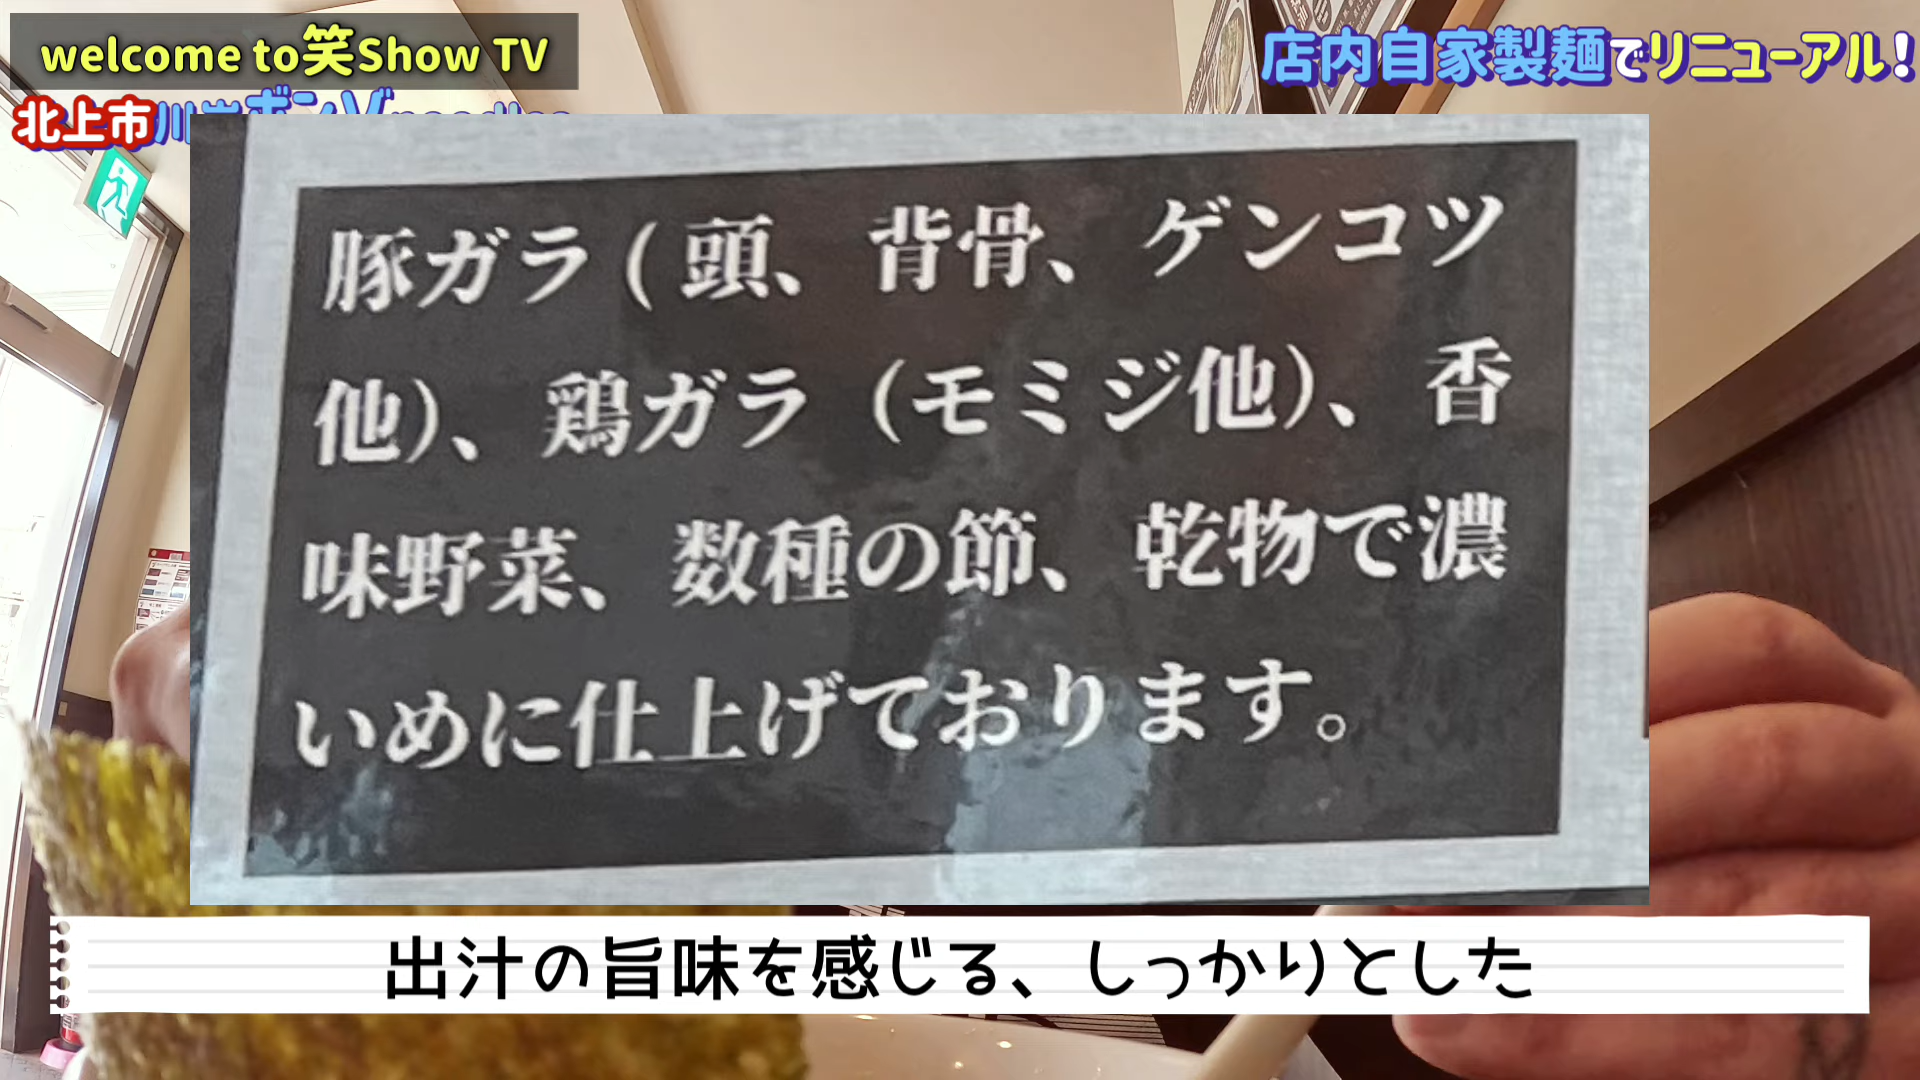 welcome to笑Show TV
店内自家製麺でリニューアル!
北上市
豚ガラ(頭、背骨、ゲンコツ
他)、鶏ガラ(モミジ他)、香
味野菜、数種の節、乾物で濃
いめに仕上げております。
出汁の旨味を感じる、しっかりとした